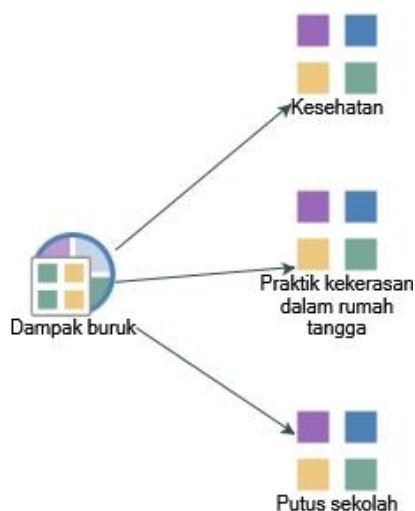 Kesehatan
Praktik kekerasan
dalam rumah
tangga
Dampak buruk
Putus sekolah